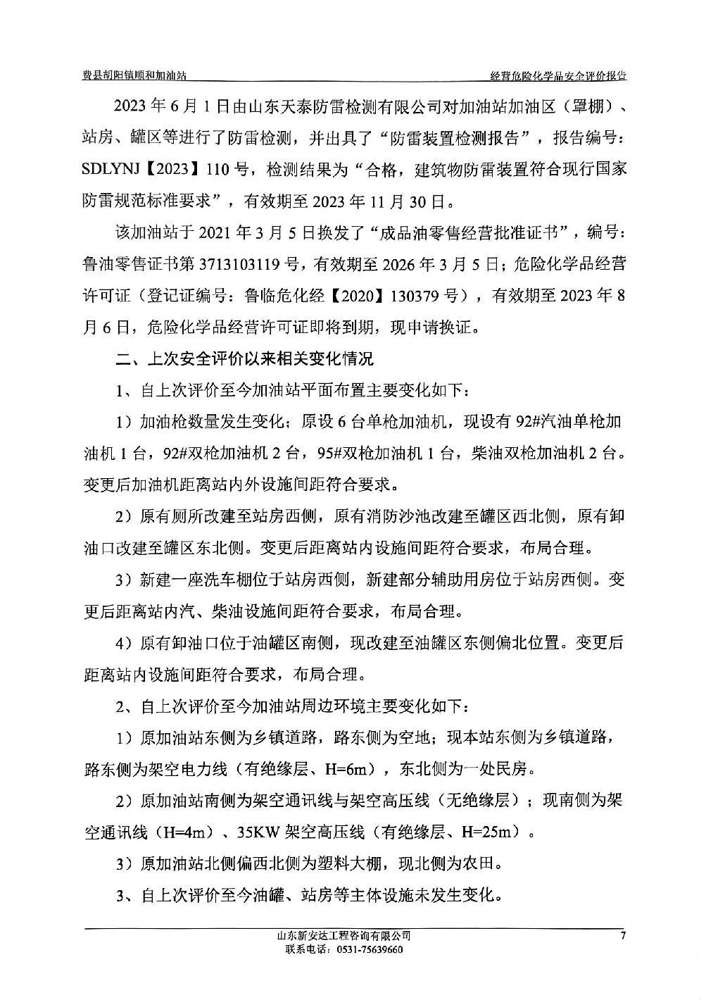 费县胡阳镇顺和加油站
经营危险化学品安全评价报告
2023 年 6 月 1 日由山东天泰防雷检测有限公司对加油站加油区（罩棚）、
站房、罐区等进行了防雷检测，并出具了“防雷装置检测报告”，报告编号：
SDLYNJ【2023】110 号，检测结果为“合格，建筑物防雷装置符合现行国家
防雷规范标准要求”，有效期至 2023 年 11 月 30 日。
该加油站于 2021 年 3 月 5 日换发了“成品油零售经营批准证书”，编号：
鲁油零售证书第 3713103119 号，有效期至 2026 年 3 月 5 日；危险化学品经营
许可证（登记证编号：鲁临危化经【2020】130379 号），有效期至 2023 年 8
月 6 日，危险化学品经营许可证即将到期，现申请换证。
二、上次安全评价以来相关变化情况
1、自上次评价至今加油站平面布置主要变化如下：
1）加油枪数量发生变化；原设 6 台单枪加油机，现设有 92#汽油单枪加
油机 1 台，92#双枪加油机 2 台，95#双枪加油机 1 台，柴油双枪加油机 2 台。
变更后加油机距离站内外设施间距符合要求。
2）原有厕所改建至站房西侧，原有消防沙池改建至罐区西北侧，原有卸
油口改建至罐区东北侧。变更后距离站内设施间距符合要求，布局合理。
3）新建一座洗车棚位于站房西侧，新建部分辅助用房位于站房西侧。变
更后距离站内汽、柴油设施间距符合要求，布局合理。
4）原有卸油口位于油罐区南侧，现改建至油罐区东侧偏北位置。变更后
距离站内设施间距符合要求，布局合理。
2、自上次评价至今加油站周边环境主要变化如下：
1）原加油站东侧为乡镇道路，路东侧为空地；现本站东侧为乡镇道路，
路东侧为架空电力线（有绝缘层、H=6m），东北侧为一处民房。
2）原加油站南侧为架空通讯线与架空高压线（无绝缘层）；现南侧为架
空通讯线（H=4m）、35KW 架空高压线（有绝缘层、H=25m）。
3）原加油站北侧偏西北侧为塑料大棚，现北侧为农田。
3、自上次评价至今油罐、站房等主体设施未发生变化。
山东新安达工程咨询有限公司
7
联系电话：0531-75639660